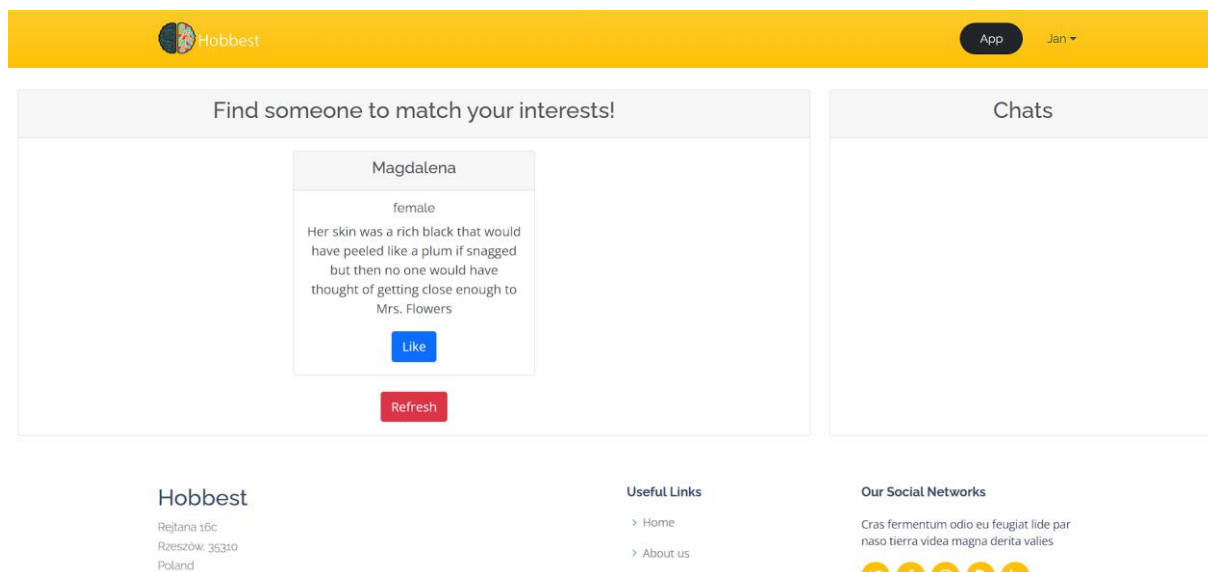 Hobbest
App
Jan
Find someone to match your interests!
Chats
Magdalena
female
Her skin was a rich black that would
have peeled like a plum if snagged
but then no one would have
thought of getting close enough to
Mrs. Flowers
Like
Refresh
Hobbest
Rejtana 16c
Rzeszów, 35310
Poland
Useful Links
> Home
> About us
Our Social Networks
Cras fermentum odio eu feugiat lide par
naso tierra videa magna derita valies